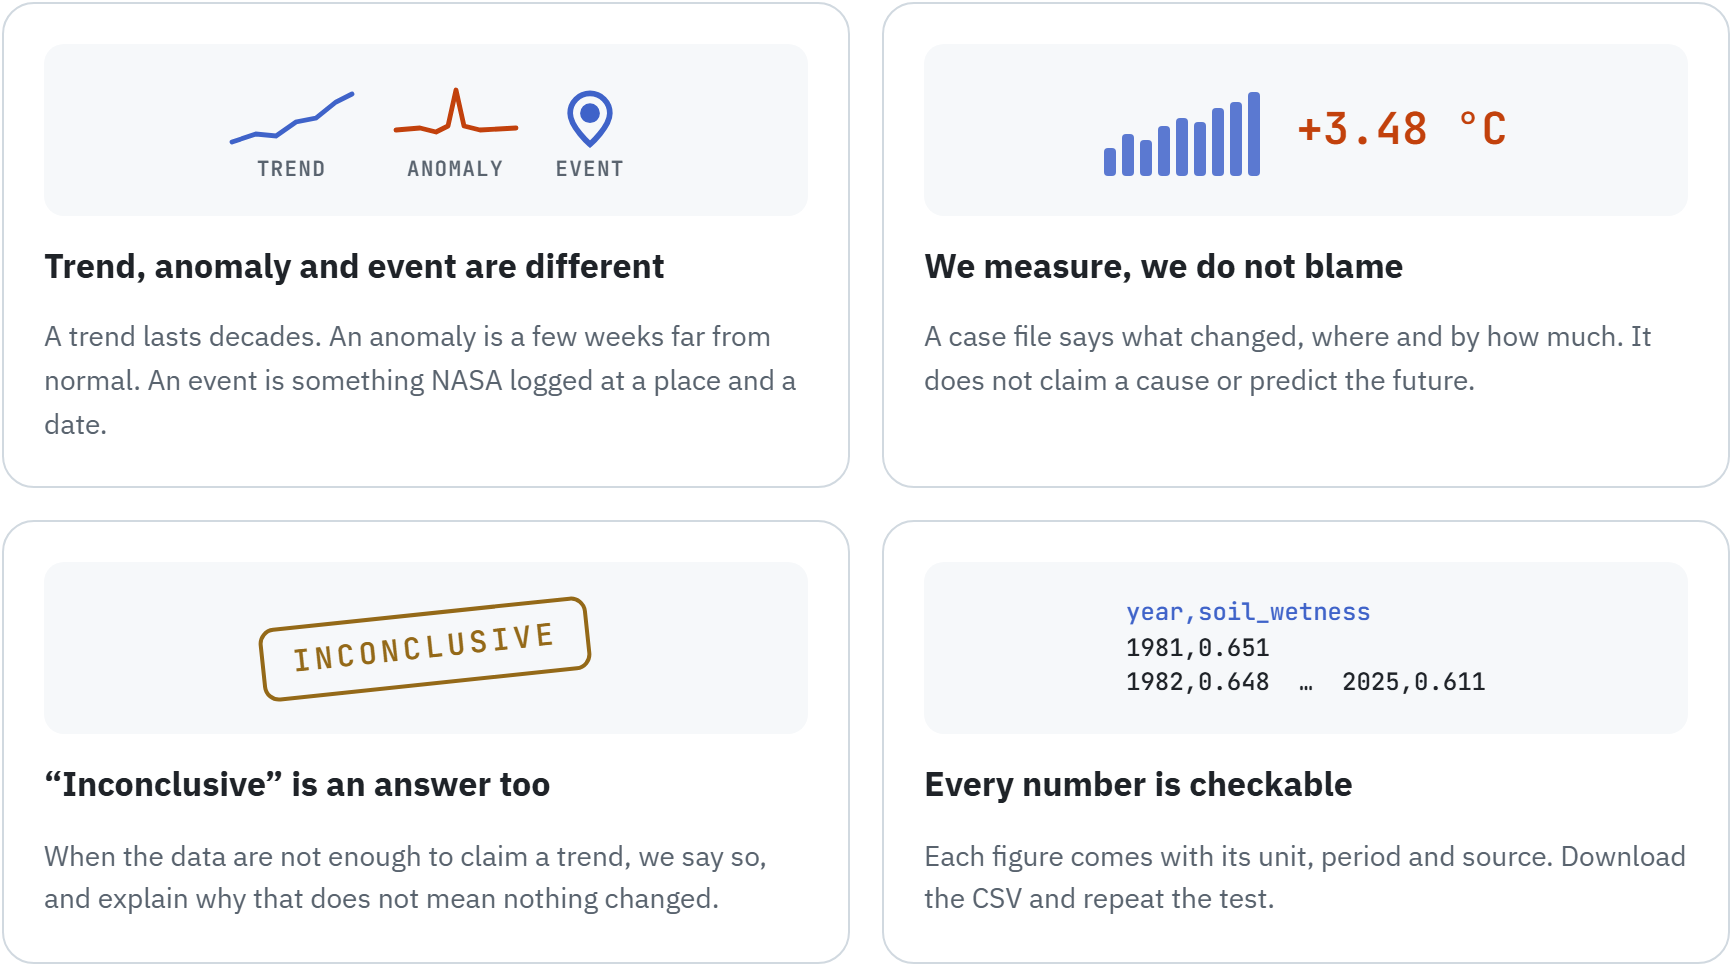 TREND ANOMALY EVENT
Trend, anomaly and event are different
A trend lasts decades. An anomaly is a few weeks far from
normal. An event is something NASA logged at a place and a
date.
+3.48 °C
We measure, we do not blame
A case file says what changed, where and by how much. It
does not claim a cause or predict the future.
INCONCLUSIVE
“Inconclusive” is an answer too
When the data are not enough to claim a trend, we say so,
and explain why that does not mean nothing changed.
year,soil_wetness
1981,0.651
1982,0.648 … 2025,0.611
Every number is checkable
Each figure comes with its unit, period and source. Download
the CSV and repeat the test.